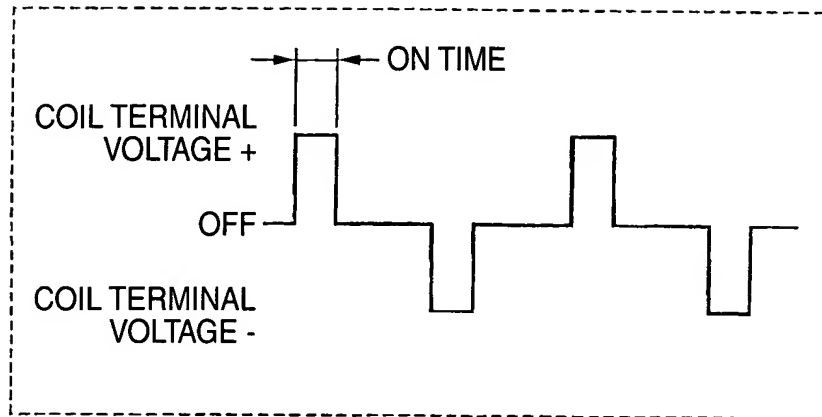 ON TIME
COIL TERMINAL
VOLTAGE +
OFF
COIL TERMINAL
VOLTAGE -